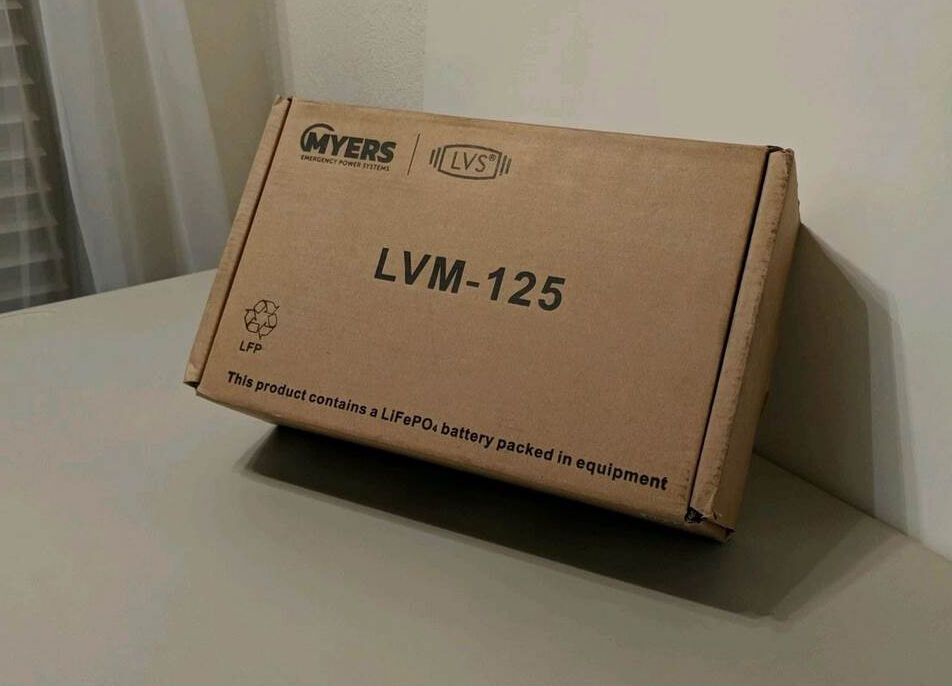 MYERS
EMERGENCY POWER SYSTEMS
LVS®
LVM-125
LFP
This product contains a LiFePO₄ battery packed in equipment